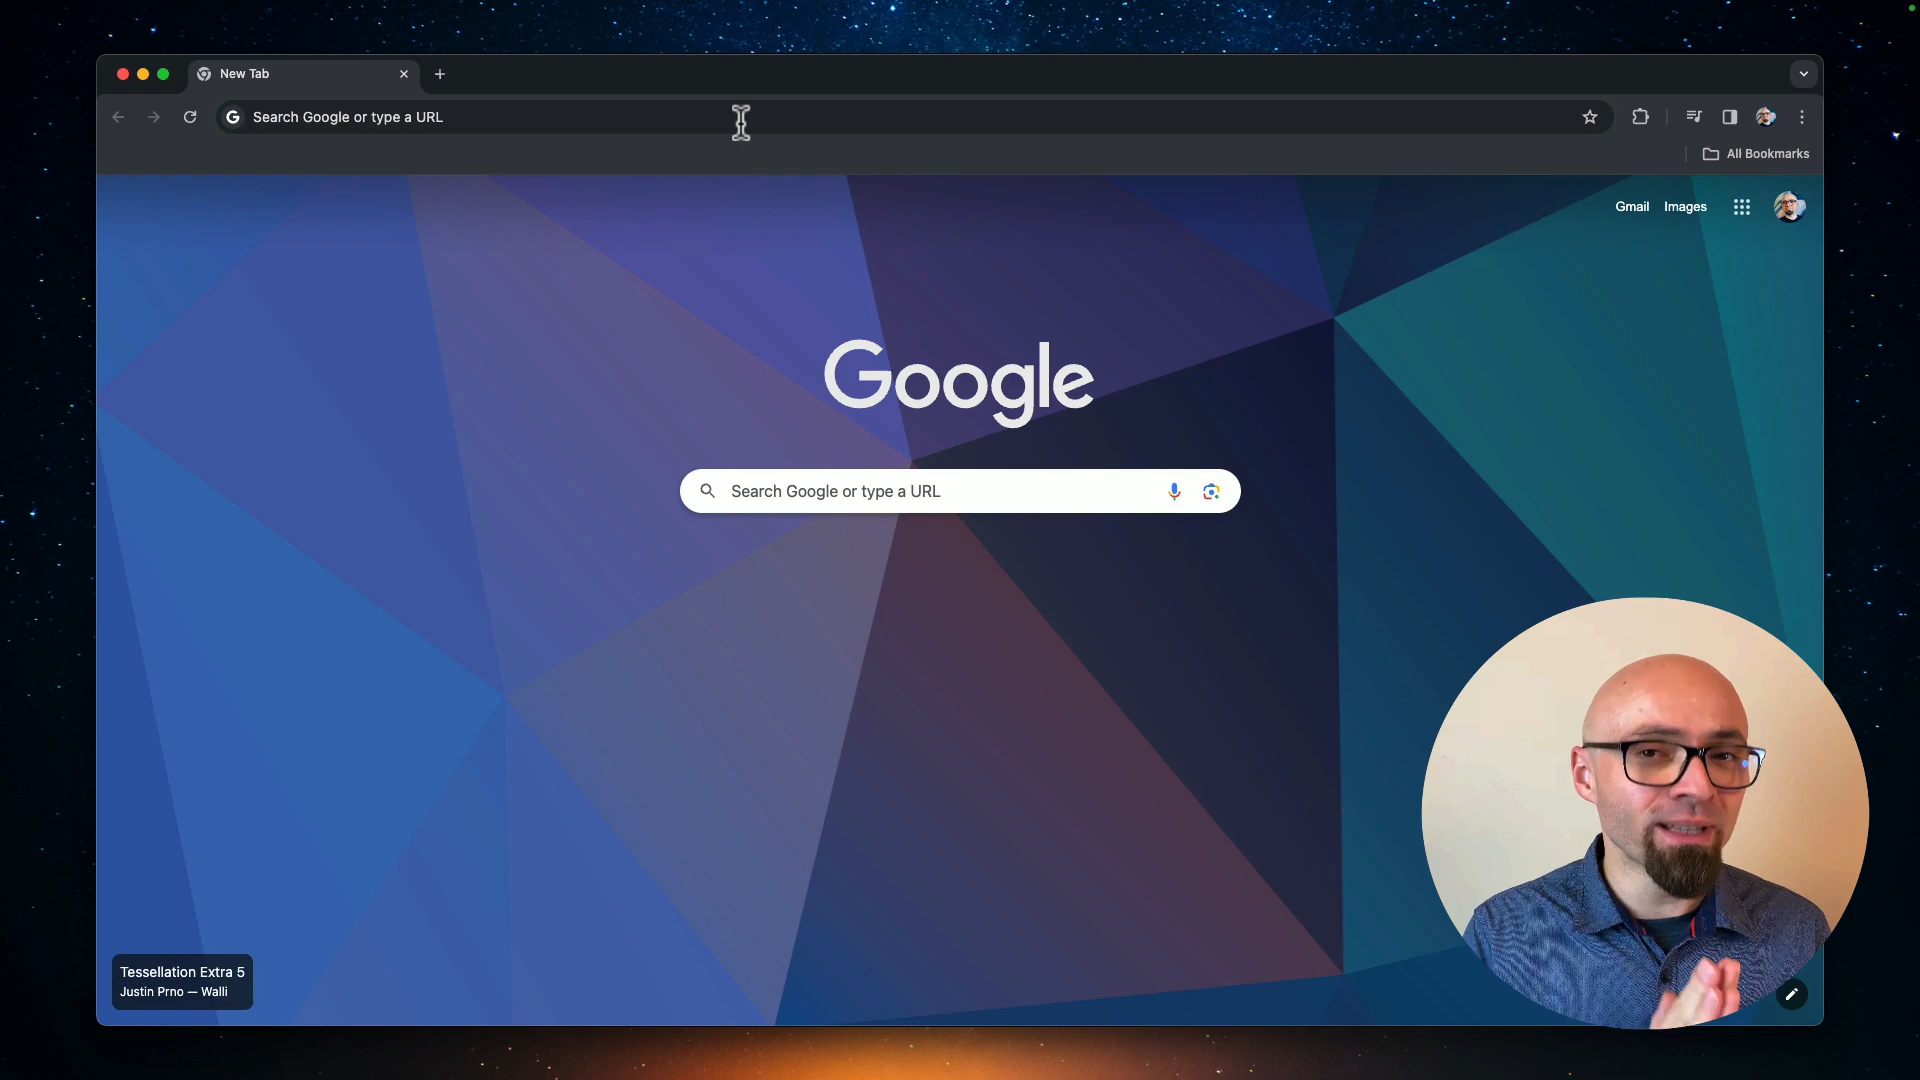 New Tab
Search Google or type a URL
All Bookmarks
Gmail Images
Google
Search Google or type a URL
Tessellation Extra 5
Justin Prno — Walli